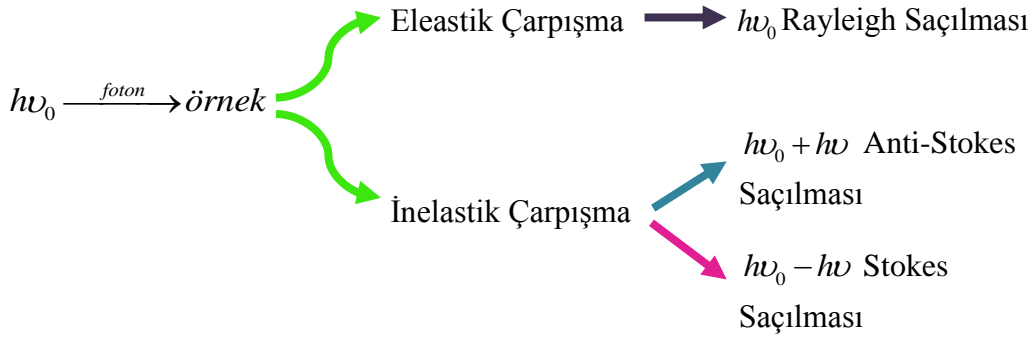 Eleastik Çarpışma
hυ₀ Rayleigh Saçılması
hυ₀ foton örnek
hυ₀ + hυ Anti-Stokes
Saçılması
İnelastik Çarpışma
hυ₀ − hυ Stokes
Saçılması